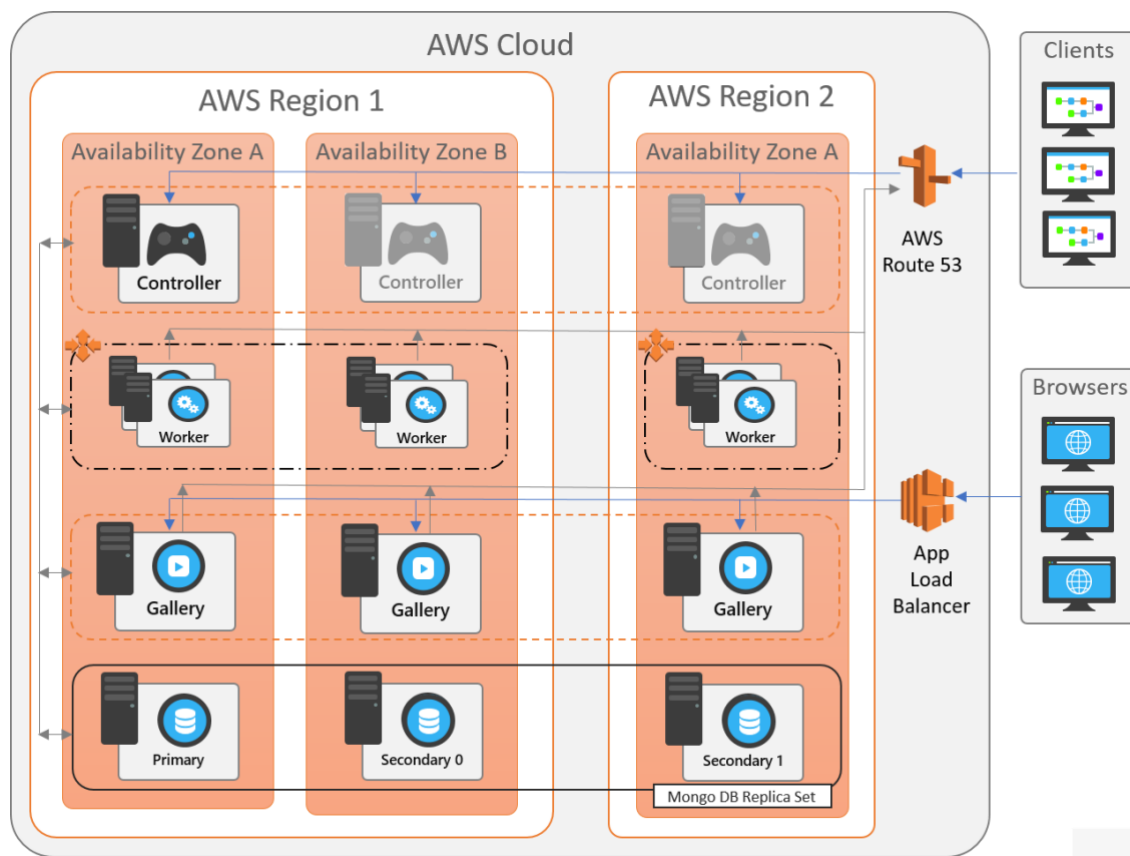 AWS Cloud
Clients
AWS Region 1
AWS Region 2
Availability Zone A
Availability Zone B
Availability Zone A
Controller
Controller
Controller
AWS
Route 53
Worker
Worker
Worker
Browsers
Gallery
Gallery
Gallery
App
Load
Balancer
Primary
Secondary 0
Secondary 1
Mongo DB Replica Set